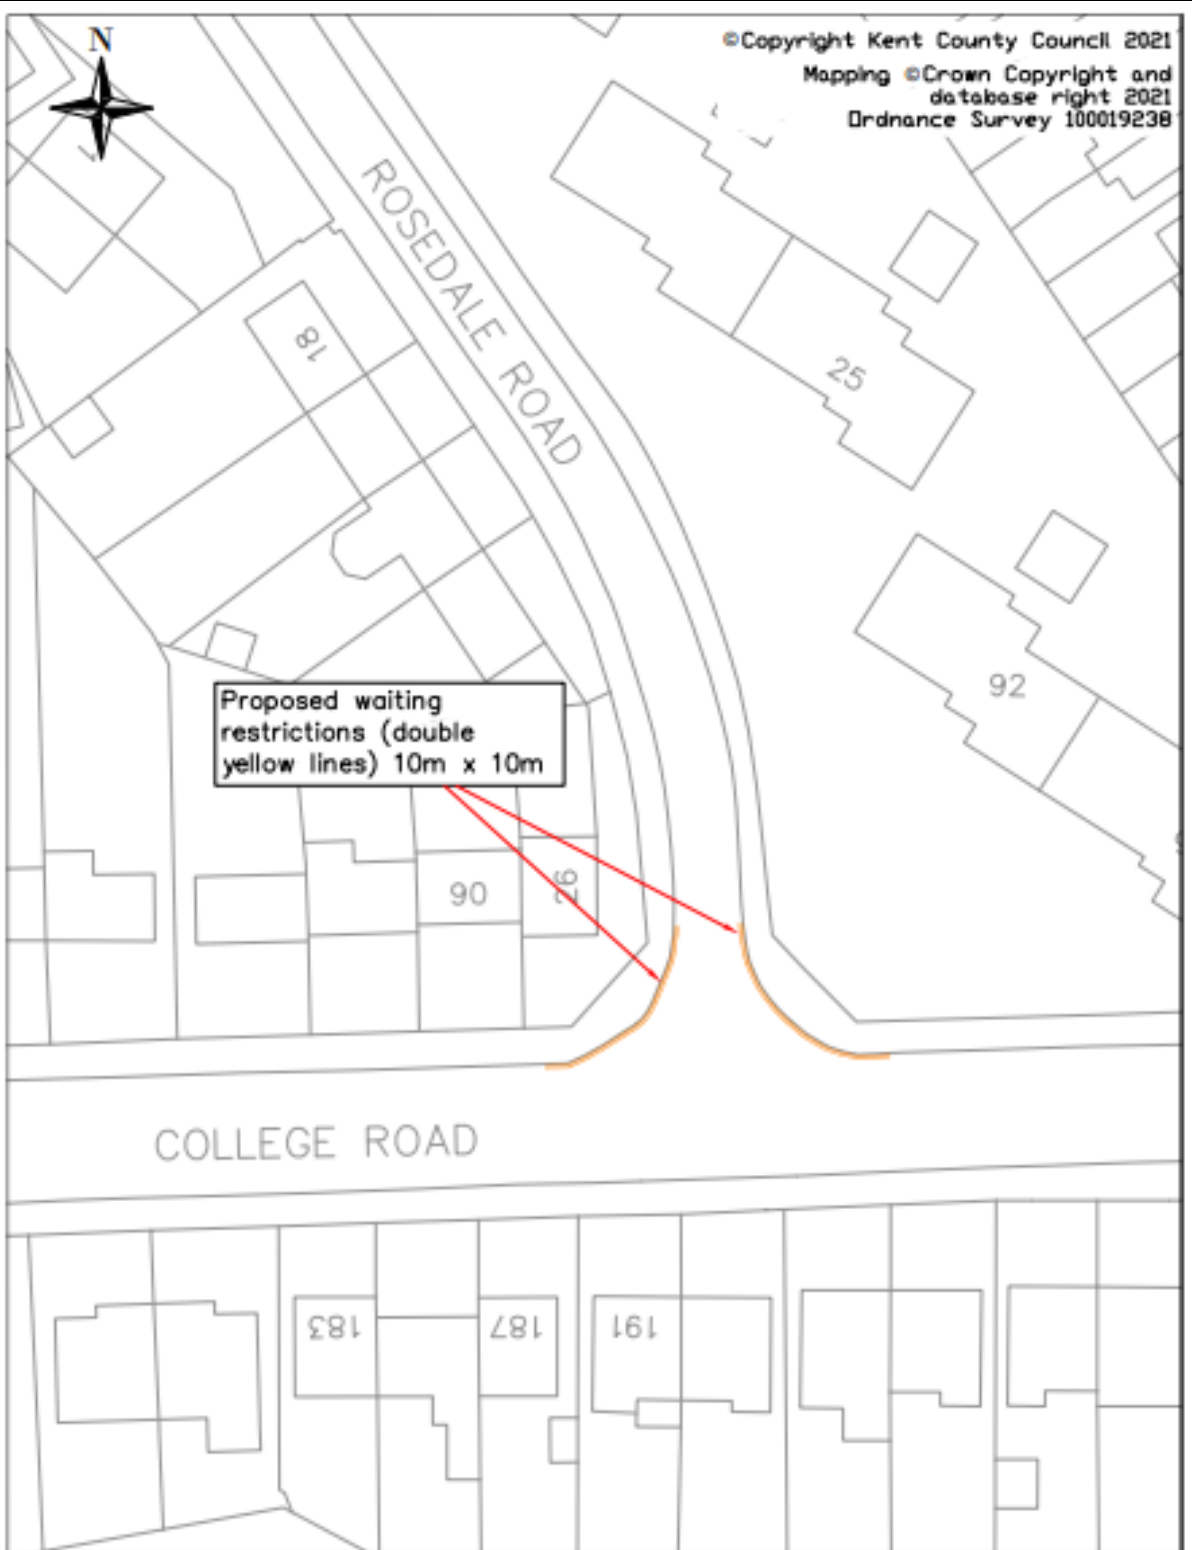 N
©Copyright Kent County Council 2021
Mapping ©Crown Copyright and
database right 2021
Ordnance Survey 100019238
ROSEDALE ROAD
18
25
92
Proposed waiting
restrictions (double
yellow lines) 10m x 10m
90
92
COLLEGE ROAD
183
187
191